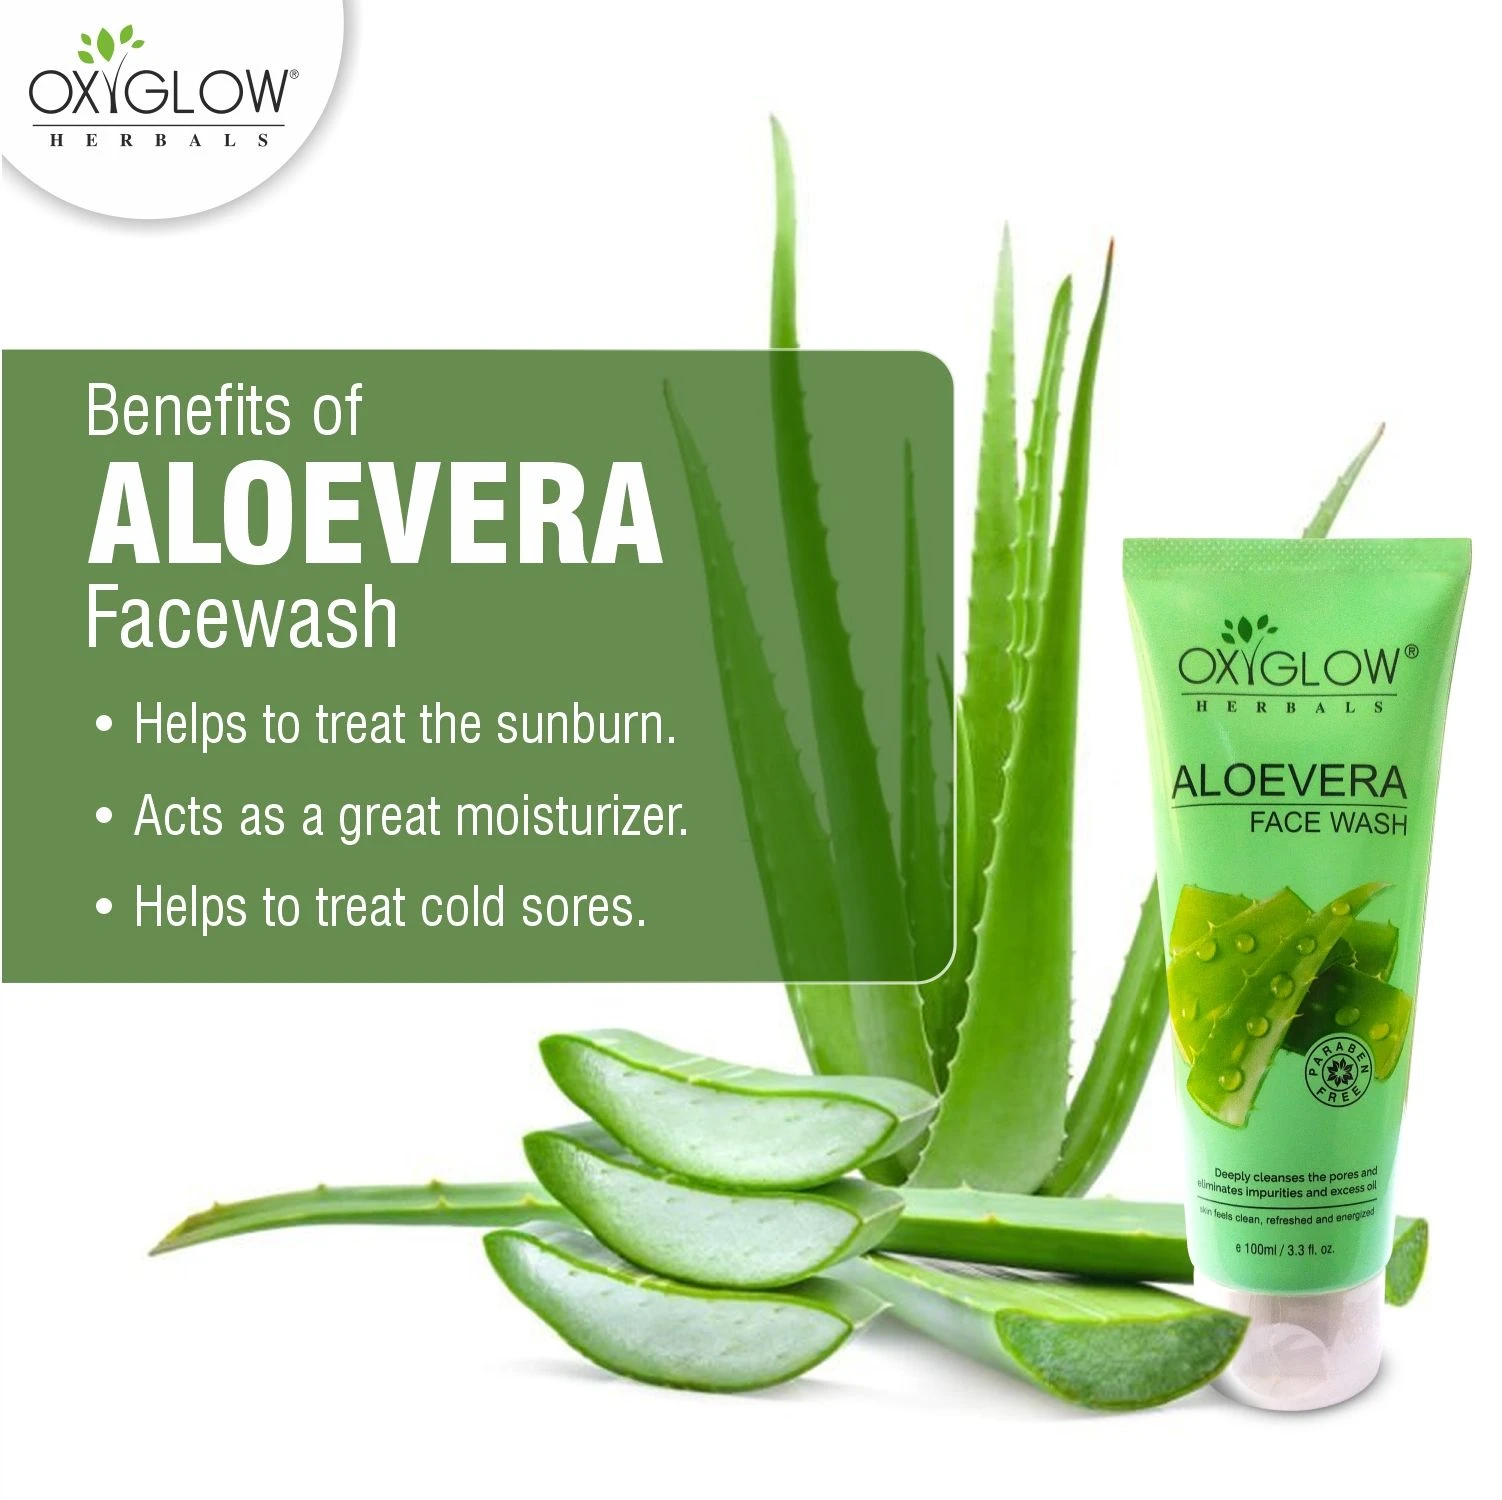 OXYGLOW®
HERBALS
Benefits of
ALOEVERA
Facewash
• Helps to treat the sunburn.
• Acts as a great moisturizer.
• Helps to treat cold sores.
OXYGLOW®
HERBALS
ALOEVERA
FACE WASH
PARABEN
FREE
Deeply cleanses the pores and
eliminates impurities and excess oil
skin feels clean, refreshed and energized
e 100ml / 3.3 fl. oz.